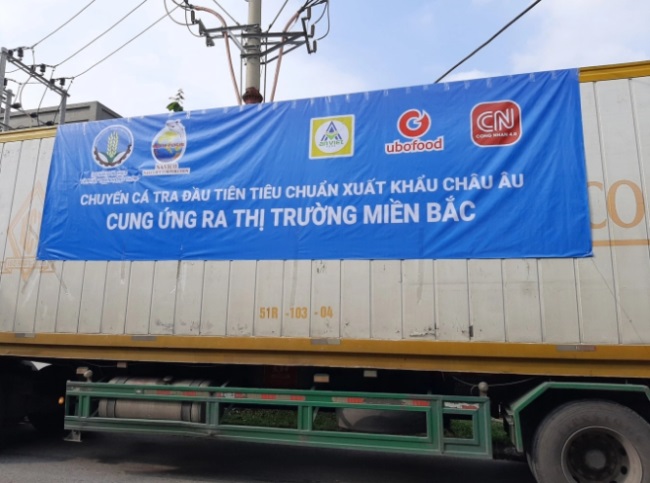 ubofood
CN
CHUYẾN CÁ TRA ĐẦU TIÊN TIÊU CHUẨN XUẤT KHẨU CHÂU ÂU
CUNG ỨNG RA THỊ TRƯỜNG MIỀN BẮC
CO
51R -103 -04